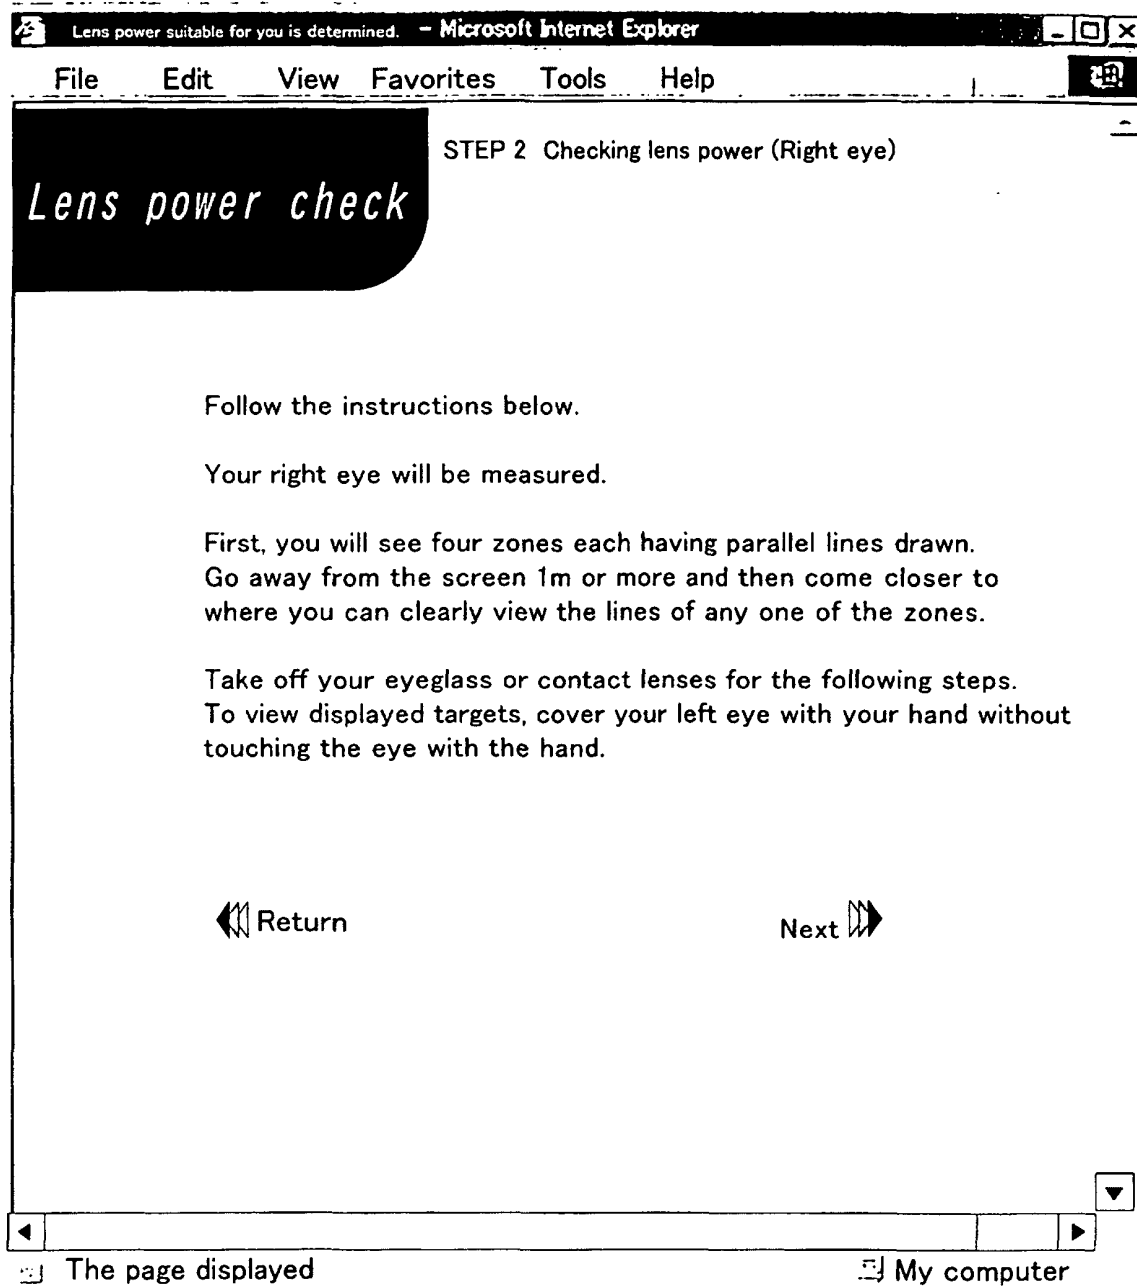 Lens power suitable for you is determined. - Microsoft Internet Explorer
File Edit View Favorites Tools Help
STEP 2 Checking lens power (Right eye)
Lens power check
Follow the instructions below.
Your right eye will be measured.
First, you will see four zones each having parallel lines drawn.
Go away from the screen 1m or more and then come closer to
where you can clearly view the lines of any one of the zones.
Take off your eyeglass or contact lenses for the following steps.
To view displayed targets, cover your left eye with your hand without
touching the eye with the hand.
Return
Next
The page displayed
My computer